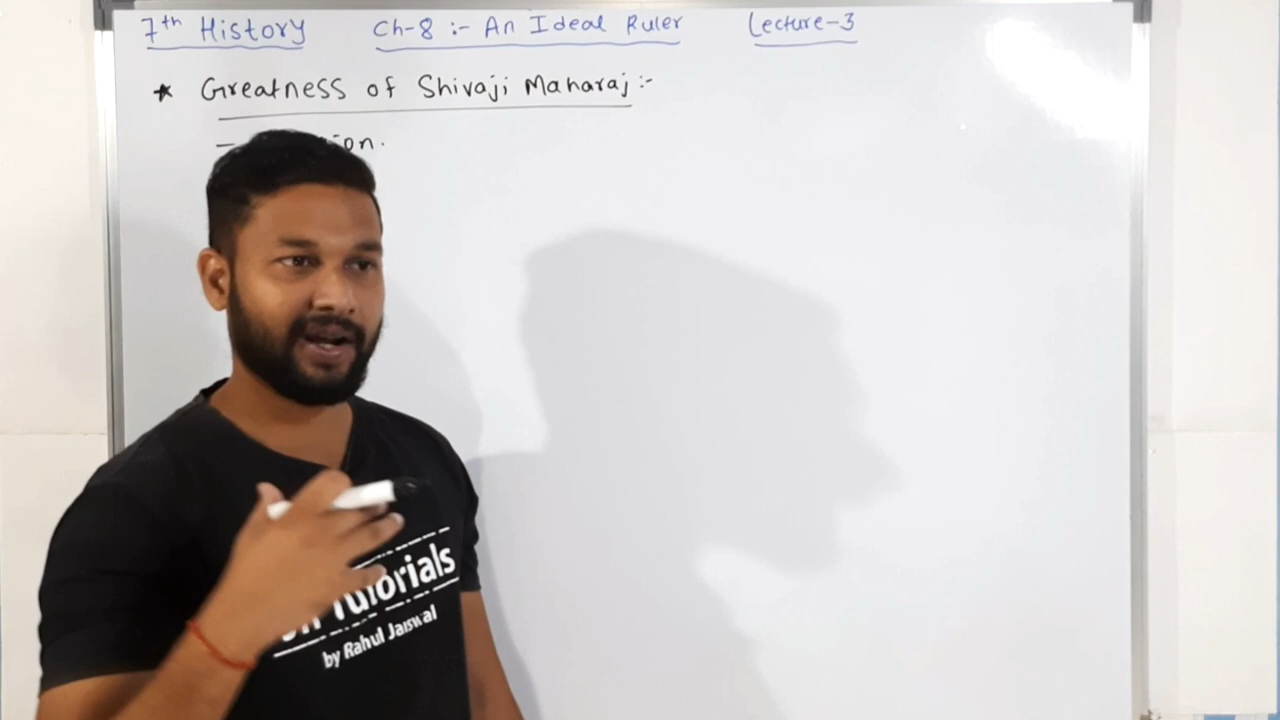 7th History Ch-8 :- An Ideal Ruler Lecture-3
★ Greatness of Shivaji Maharaj :-
Tutorials
by Rahul Jaiswal